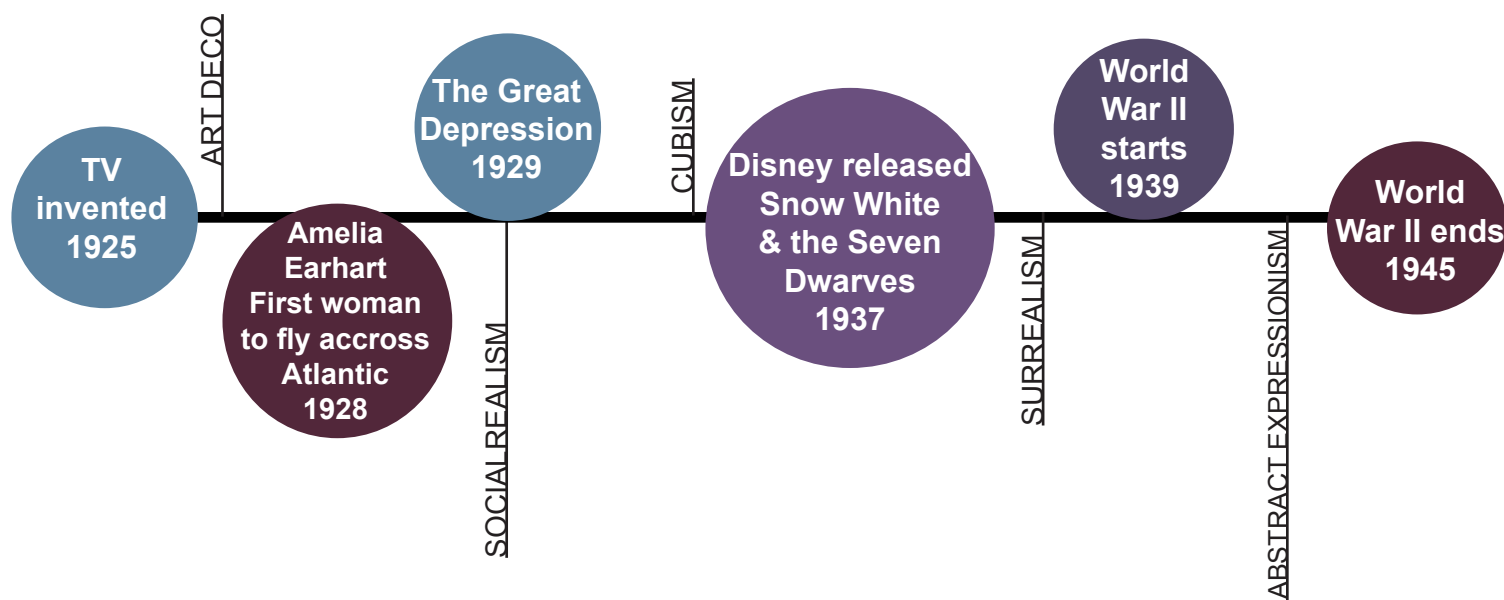 TV
invented
1925
ART DECO
Amelia
Earhart
First woman
to fly accross
Atlantic
1928
The Great
Depression
1929
SOCIAL REALISM
CUBISM
Disney released
Snow White
& the Seven
Dwarves
1937
SURREALISM
World
War II
starts
1939
ABSTRACT EXPRESSIONISM
World
War II ends
1945